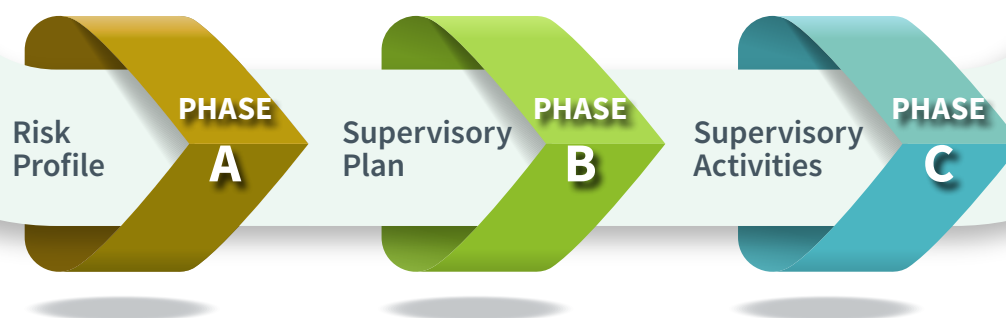 Risk
Profile
PHASE
A
Supervisory
Plan
PHASE
B
Supervisory
Activities
PHASE
C